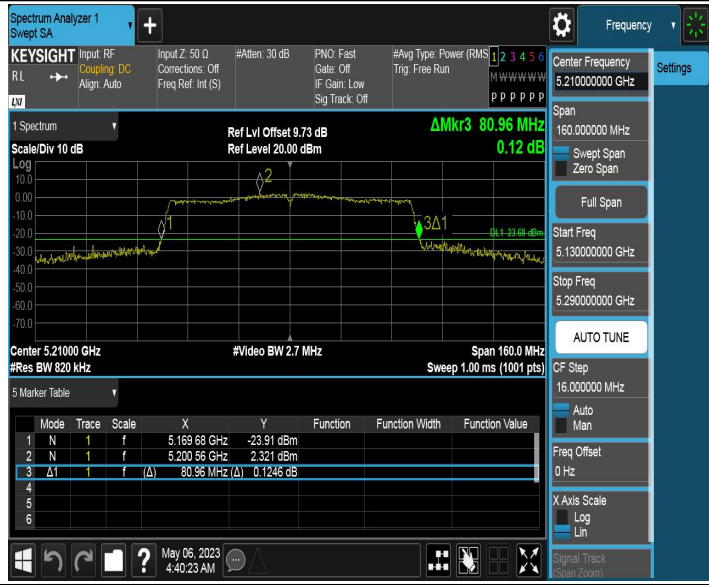 Spectrum Analyzer 1
Swept SA
Frequency
KEYSIGHT
RL
LXI
Input: RF
Coupling: DC
Align: Auto
Input Z: 50 Ω
Corrections: Off
Freq Ref: Int (S)
#Atten: 30 dB
PNO: Fast
Gate: Off
IF Gain: Low
Sig Track: Off
#Avg Type: Power (RMS
Trig: Free Run
1 2 3 4 5 6
M W W W W W
P P P P P P
1 Spectrum
Scale/Div 10 dB
Ref Lvl Offset 9.73 dB
Ref Level 20.00 dBm
ΔMkr3 80.96 MHz
0.12 dB
Log
10.0
0.00
-10.0
-20.0
-30.0
-40.0
-50.0
-60.0
-70.0
1
2
3Δ1
DL1 -23.68 dBm
Center 5.21000 GHz
#Res BW 820 kHz
#Video BW 2.7 MHz
Span 160.0 MHz
Sweep 1.00 ms (1001 pts)
5 Marker Table
Mode Trace Scale X Y Function Function Width Function Value
1 N 1 f 5.169 68 GHz -23.91 dBm
2 N 1 f 5.200 56 GHz 2.321 dBm
3 Δ1 1 f (Δ) 80.96 MHz (Δ) 0.1246 dB
4
5
6
May 06, 2023
4:40:23 AM
Center Frequency
5.210000000 GHz
Span
160.000000 MHz
Swept Span
Zero Span
Full Span
Start Freq
5.130000000 GHz
Stop Freq
5.290000000 GHz
AUTO TUNE
CF Step
16.000000 MHz
Auto
Man
Freq Offset
0 Hz
X Axis Scale
Log
Lin
Signal Track
(Span Zoom)
Settings